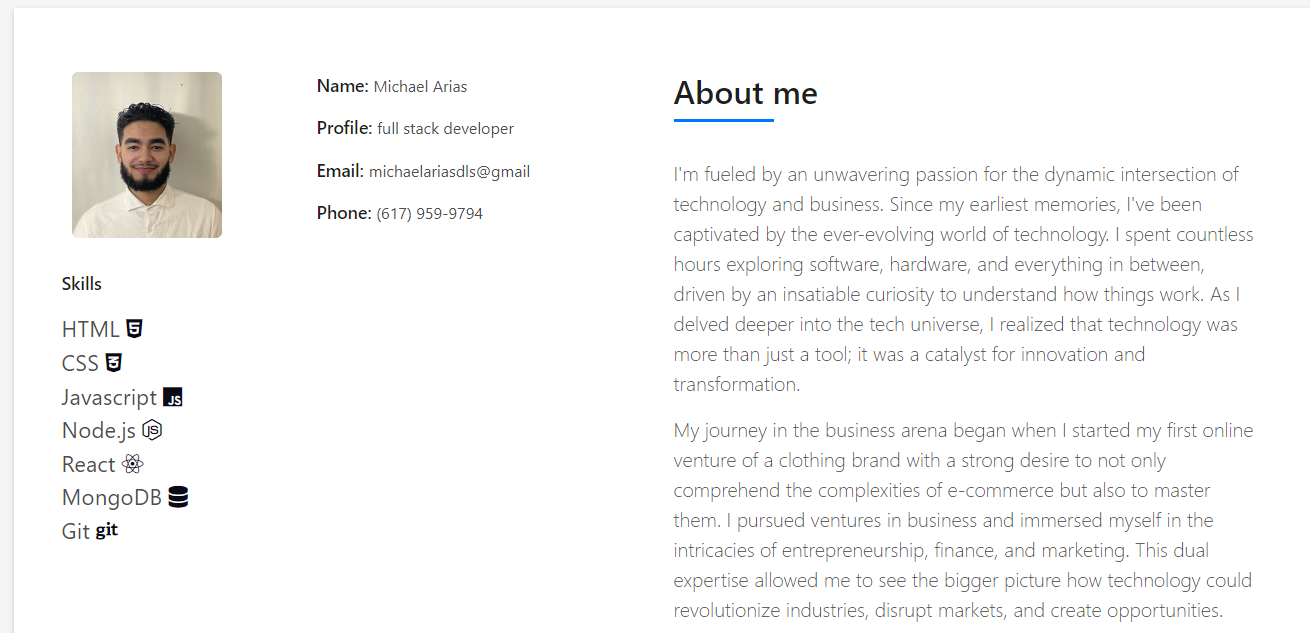 Name: Michael Arias
Profile: full stack developer
Email: michaelariasdls@gmail
Phone: (617) 959-9794
Skills
HTML 5
CSS 3
Javascript JS
Node.js JS
React
MongoDB
Git git
About me
I'm fueled by an unwavering passion for the dynamic intersection of
technology and business. Since my earliest memories, I've been
captivated by the ever-evolving world of technology. I spent countless
hours exploring software, hardware, and everything in between,
driven by an insatiable curiosity to understand how things work. As I
delved deeper into the tech universe, I realized that technology was
more than just a tool; it was a catalyst for innovation and
transformation.
My journey in the business arena began when I started my first online
venture of a clothing brand with a strong desire to not only
comprehend the complexities of e-commerce but also to master
them. I pursued ventures in business and immersed myself in the
intricacies of entrepreneurship, finance, and marketing. This dual
expertise allowed me to see the bigger picture how technology could
revolutionize industries, disrupt markets, and create opportunities.